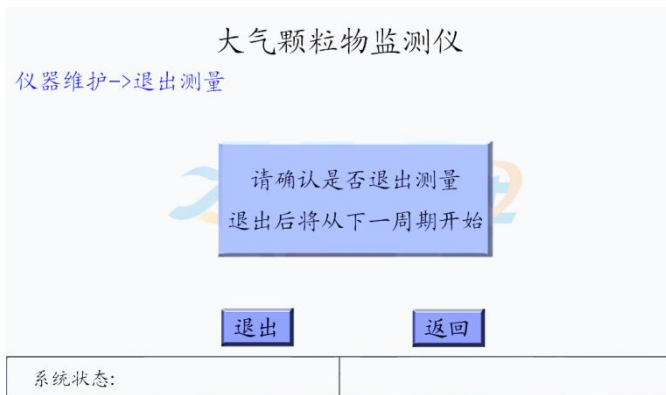 大气颗粒物监测仪
仪器维护->退出测量
请确认是否退出测量
退出后将从下一周期开始
退出
返回
系统状态: